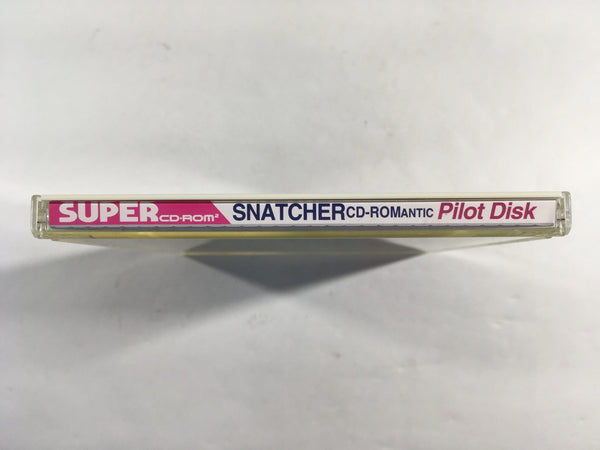 SUPER CD-ROM² SNATCHER CD-ROMANTIC Pilot Disk